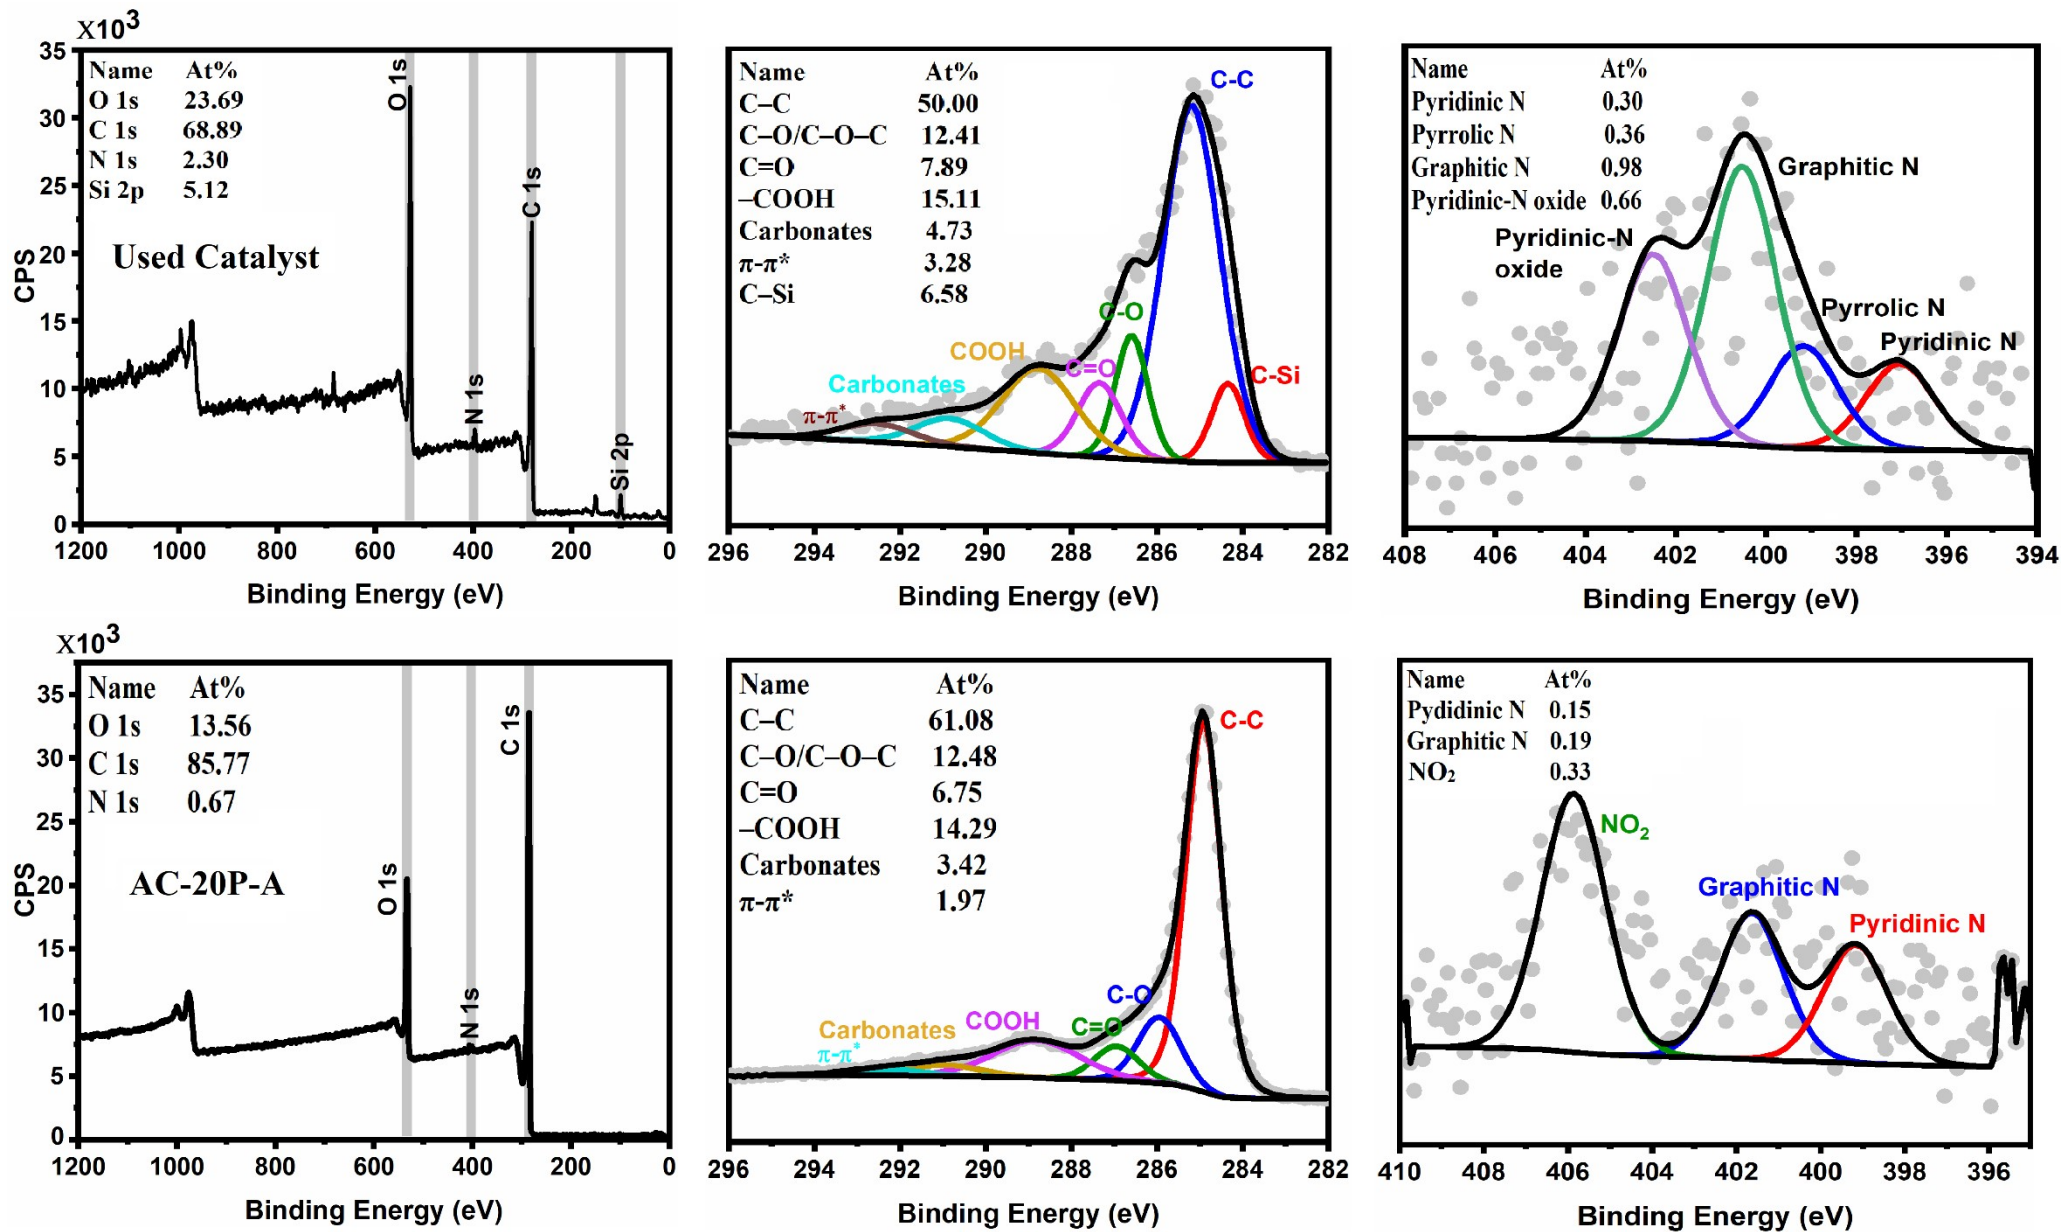 X10³
Name At%
O 1s 23.69
C 1s 68.89
N 1s 2.30
Si 2p 5.12
Used Catalyst
O 1s
N 1s
C 1s
Si 2p
35
30
25
20
15
10
5
0
CPS
1200 1000 800 600 400 200 0
Binding Energy (eV)
Name At%
C–C 50.00
C–O/C–O–C 12.41
C=O 7.89
–COOH 15.11
Carbonates 4.73
π-π* 3.28
C–Si 6.58
C-C
C-O
COOH
C=O
C-Si
Carbonates
π-π*
296 294 292 290 288 286 284 282
Binding Energy (eV)
Name At%
Pyridinic N 0.30
Pyrrolic N 0.36
Graphitic N 0.98
Pyridinic-N oxide 0.66
Graphitic N
Pyridinic-N
oxide
Pyrrolic N
Pyridinic N
408 406 404 402 400 398 396 394
Binding Energy (eV)
X10³
Name At%
O 1s 13.56
C 1s 85.77
N 1s 0.67
AC-20P-A
O 1s
N 1s
C 1s
35
30
25
20
15
10
5
0
CPS
1200 1000 800 600 400 200 0
Binding Energy (eV)
Name At%
C–C 61.08
C–O/C–O–C 12.48
C=O 6.75
–COOH 14.29
Carbonates 3.42
π-π* 1.97
C-C
C-O
COOH
C=O
Carbonates
π-π*
296 294 292 290 288 286 284 282
Binding Energy (eV)
Name At%
Pydidinic N 0.15
Graphitic N 0.19
NO₂ 0.33
NO₂
Graphitic N
Pyridinic N
410 408 406 404 402 400 398 396
Binding Energy (eV)